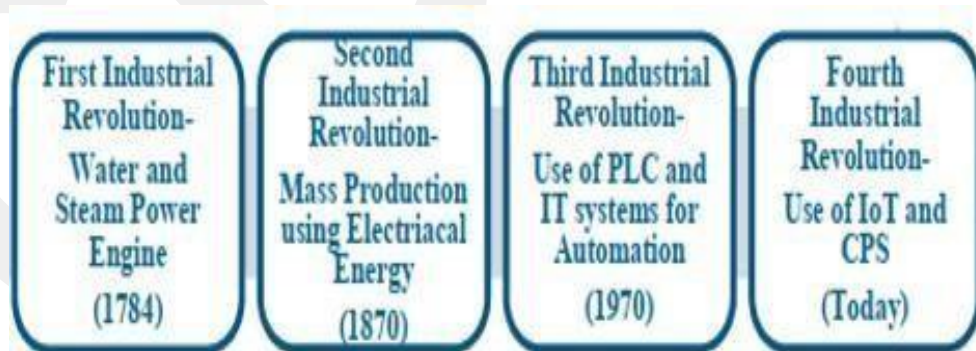 First Industrial
Revolution-
Water and
Steam Power
Engine
(1784)
Second
Industrial
Revolution-
Mass Production
using Electriacal
Energy
(1870)
Third Industrial
Revolution-
Use of PLC and
IT systems for
Automation
(1970)
Fourth
Industrial
Revolution-
Use of IoT and
CPS
(Today)